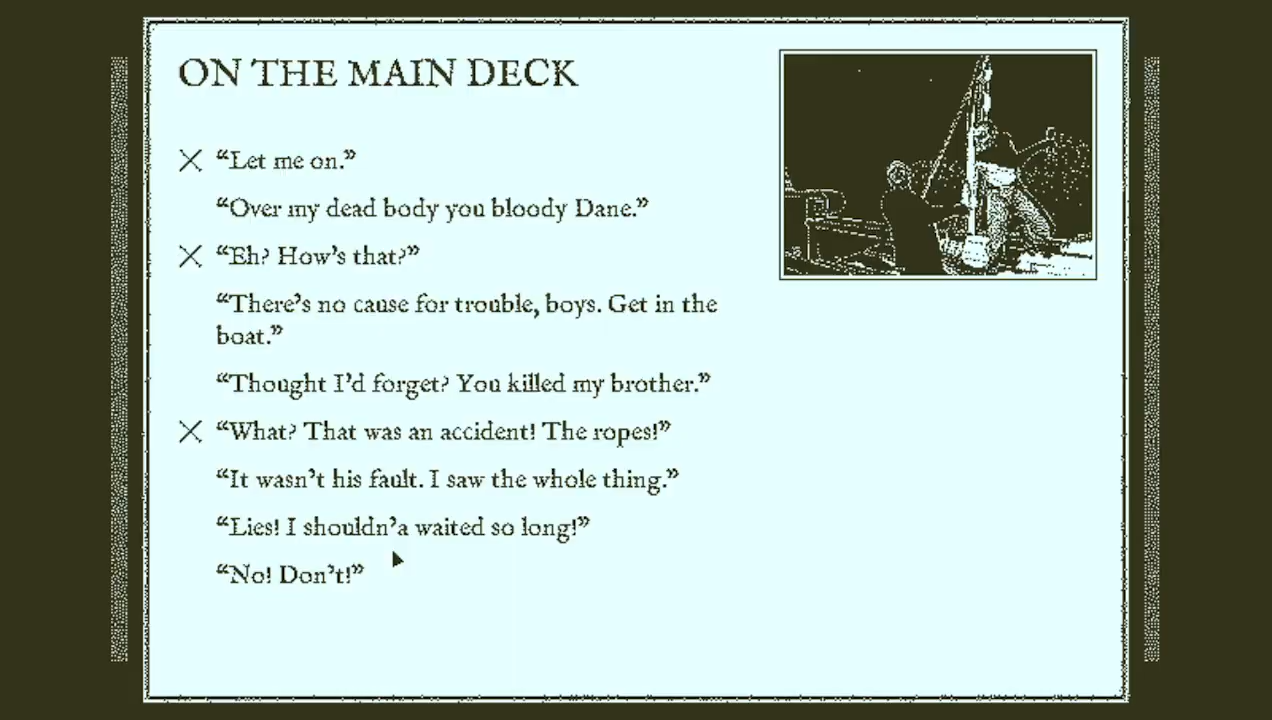 ON THE MAIN DECK
“Let me on.”
“Over my dead body you bloody Dane.”
“Eh? How's that?”
“There's no cause for trouble, boys. Get in the
boat.”
“Thought I'd forget? You killed my brother.”
“What? That was an accident! The ropes!”
“It wasn't his fault. I saw the whole thing.”
“Lies! I shouldn'a waited so long!”
“No! Don't!”